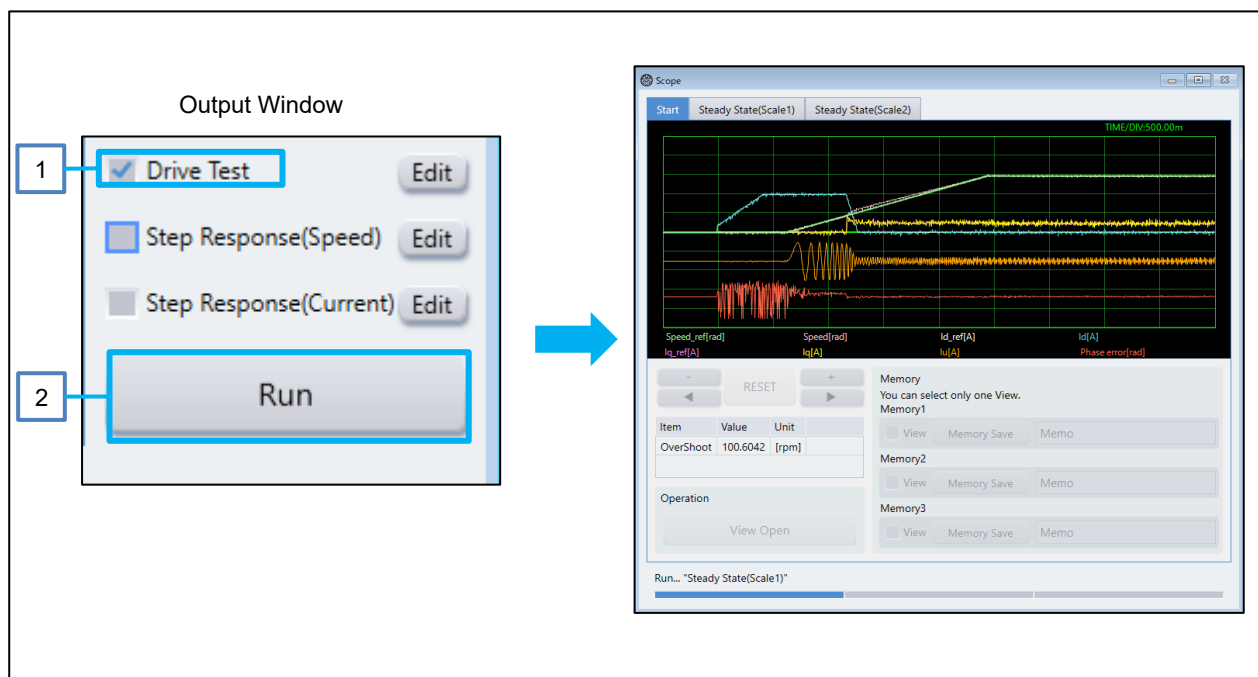 Output Window
1
Drive Test
Edit
Step Response(Speed)
Edit
Step Response(Current)
Edit
2
Run
Scope
Start
Steady State(Scale1)
Steady State(Scale2)
TIME/DIV:500.00m
Speed_ref[rad]
Speed[rad]
Id_ref[A]
Id[A]
Iq_ref[A]
Iq[A]
Iu[A]
Phase error[rad]
-
RESET
+
◀
▶
Item Value Unit
OverShoot 100.6042 [rpm]
Operation
View Open
Memory
You can select only one View.
Memory1
View
Memory Save
Memo
Memory2
View
Memory Save
Memo
Memory3
View
Memory Save
Memo
Run... "Steady State(Scale1)"